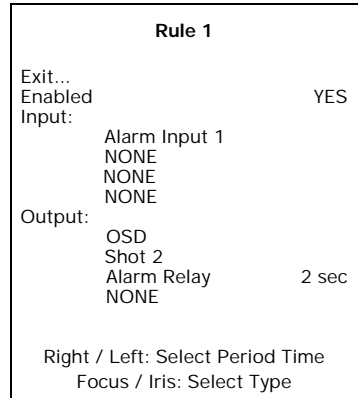 Rule 1
Exit...
Enabled YES
Input:
Alarm Input 1
NONE
NONE
NONE
Output:
OSD
Shot 2
Alarm Relay 2 sec
NONE
Right / Left: Select Period Time
Focus / Iris: Select Type